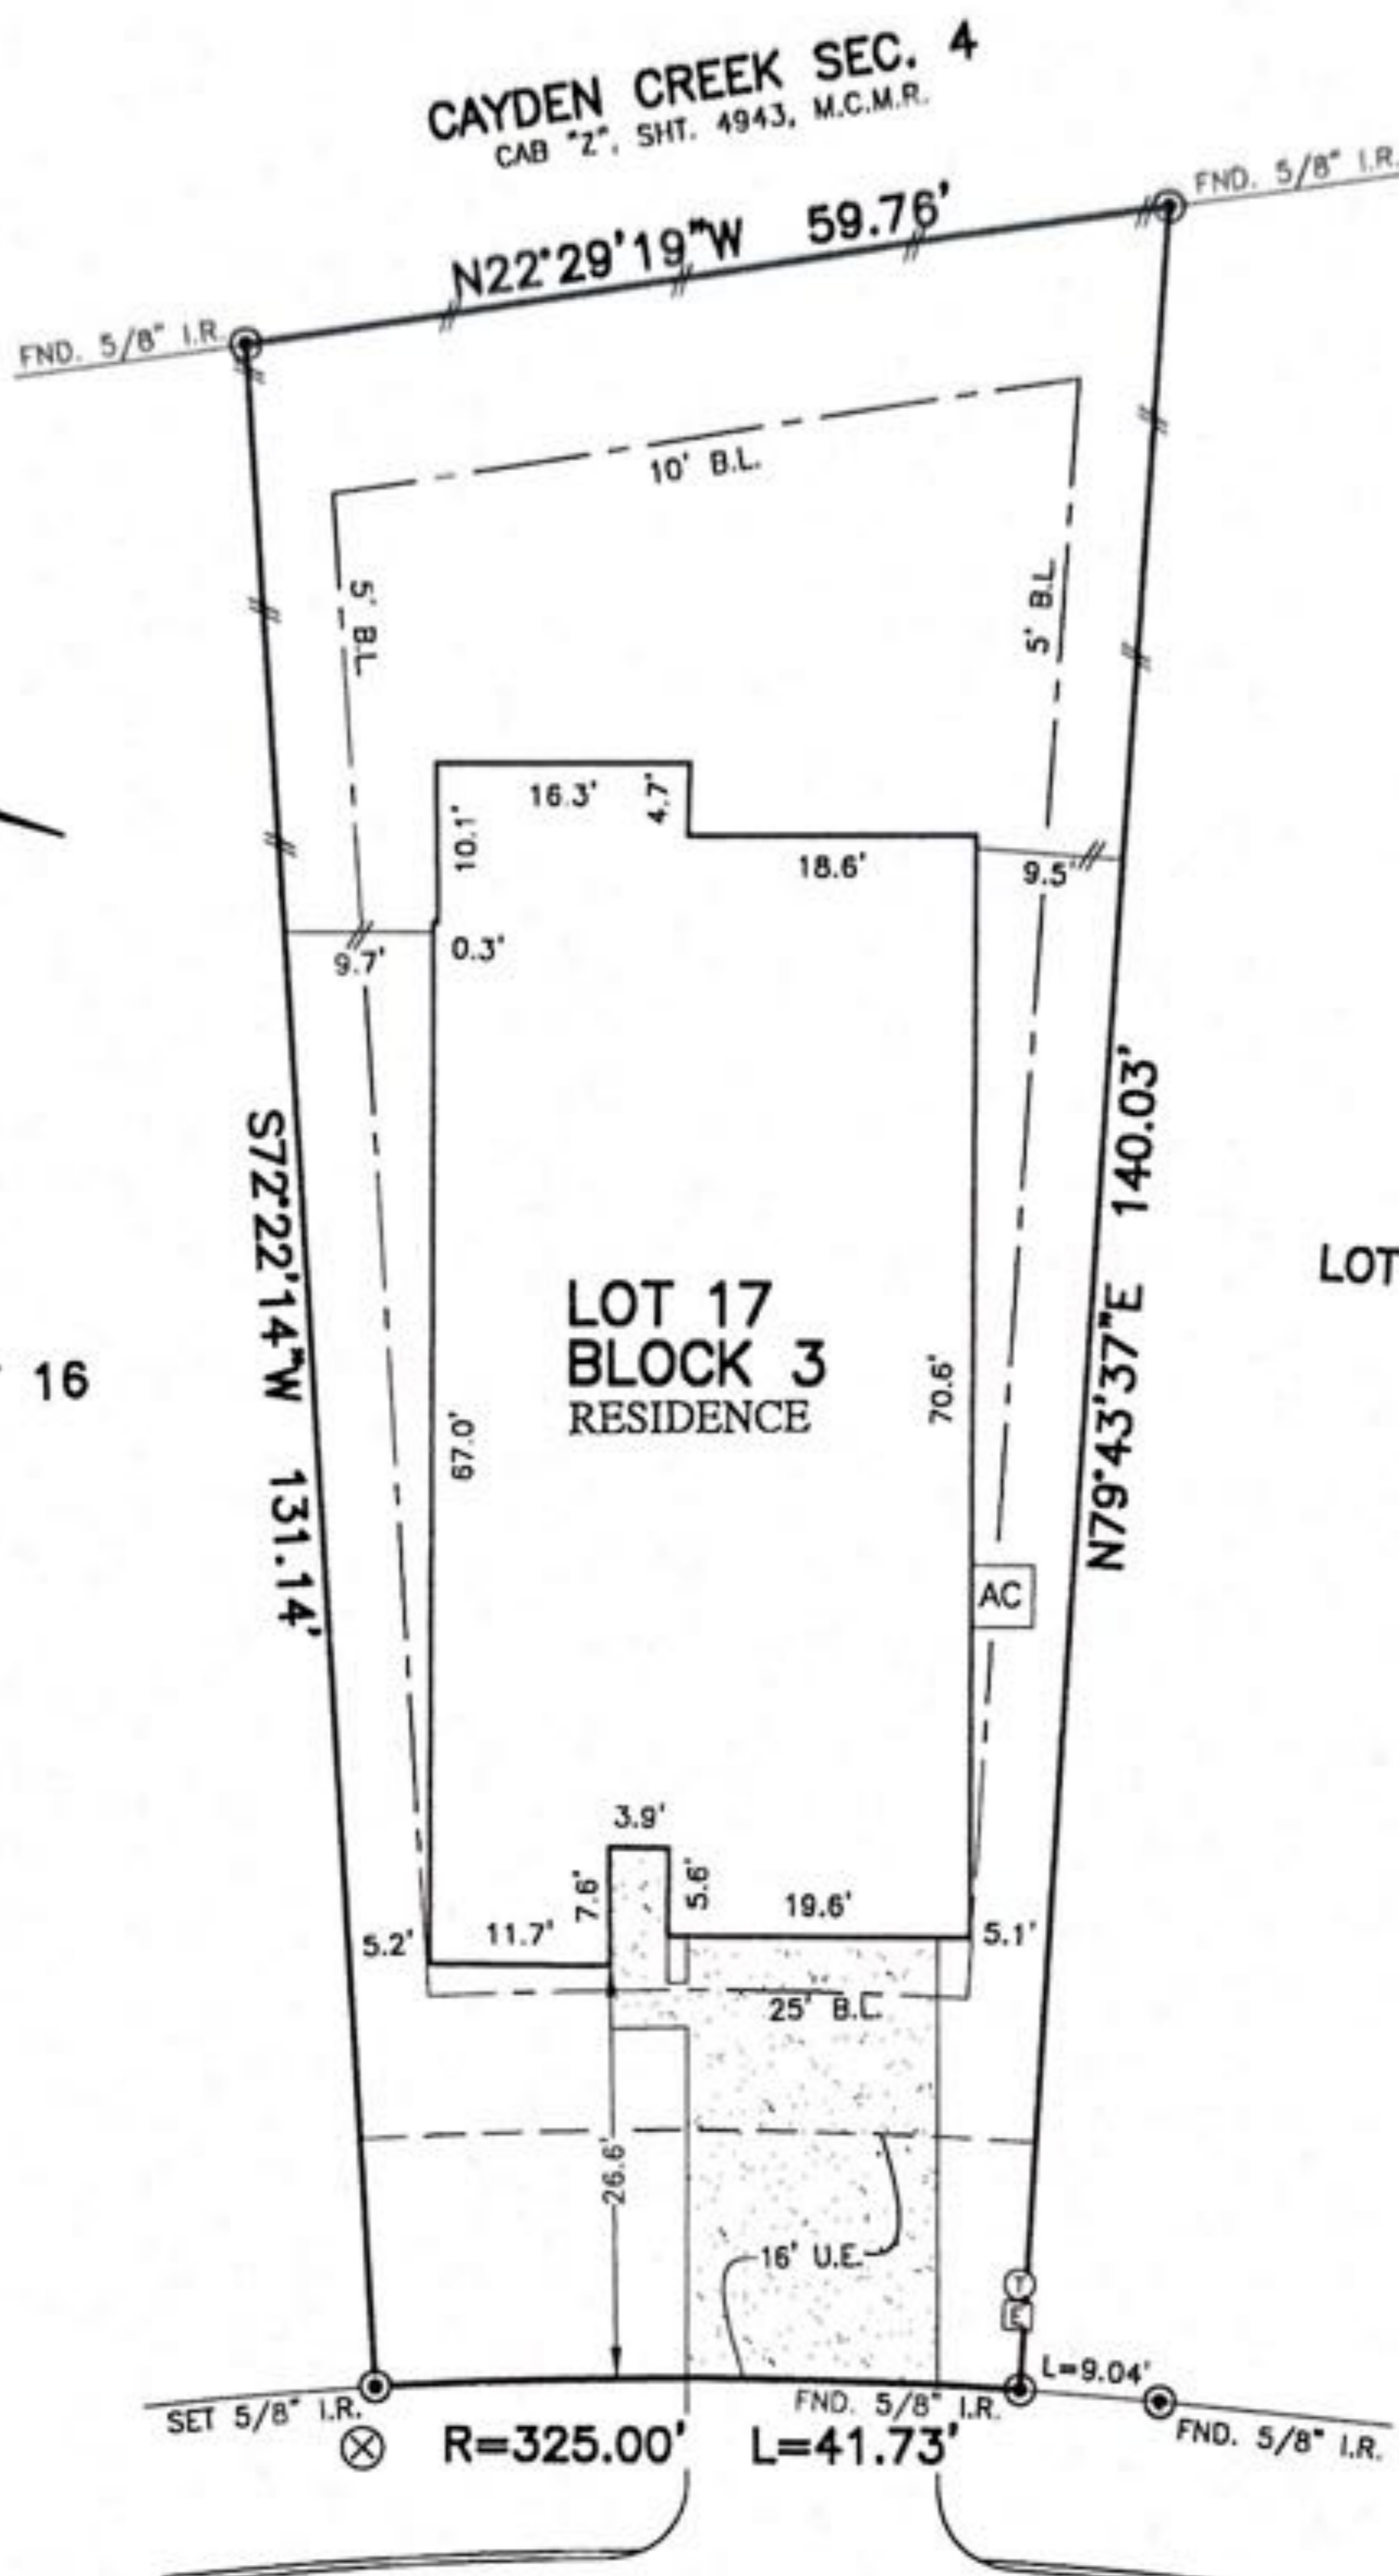 CAYDEN CREEK SEC. 4
CAB "Z", SHT. 4943, M.C.M.R.
FND. 5/8" I.R.
N22°29'19"W 59.76'
FND. 5/8" I.R.
10' B.L.
5' B.L.
5' B.L.
16.3'
4.7'
10.1'
18.6'
9.5'
0.3'
9.7'
S72°22'14"W 131.14'
N79°43'37"E 140.03'
LOT
LOT 17
BLOCK 3
RESIDENCE
16
67.0'
70.6'
AC
3.9'
7.6'
5.6'
19.6'
11.7'
5.2'
5.1'
25' B.L.
26.6'
16' U.E.
T
E
L=9.04'
SET 5/8" I.R.
FND. 5/8" I.R.
FND. 5/8" I.R.
R=325.00' L=41.73'